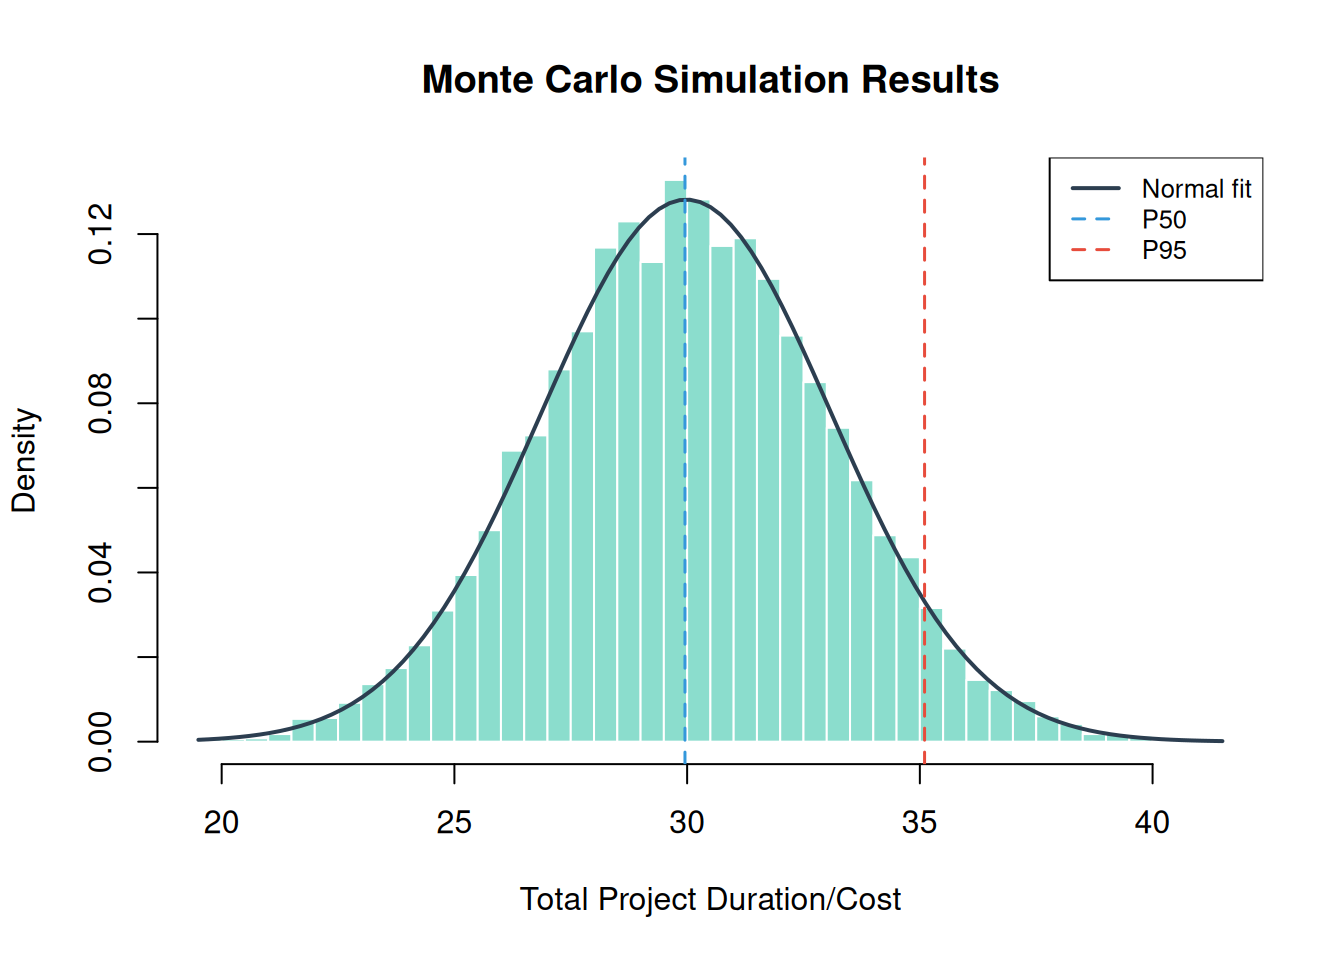 Monte Carlo Simulation Results
Normal fit
P50
P95
0.12
0.08
0.04
0.00
Density
20 25 30 35 40
Total Project Duration/Cost